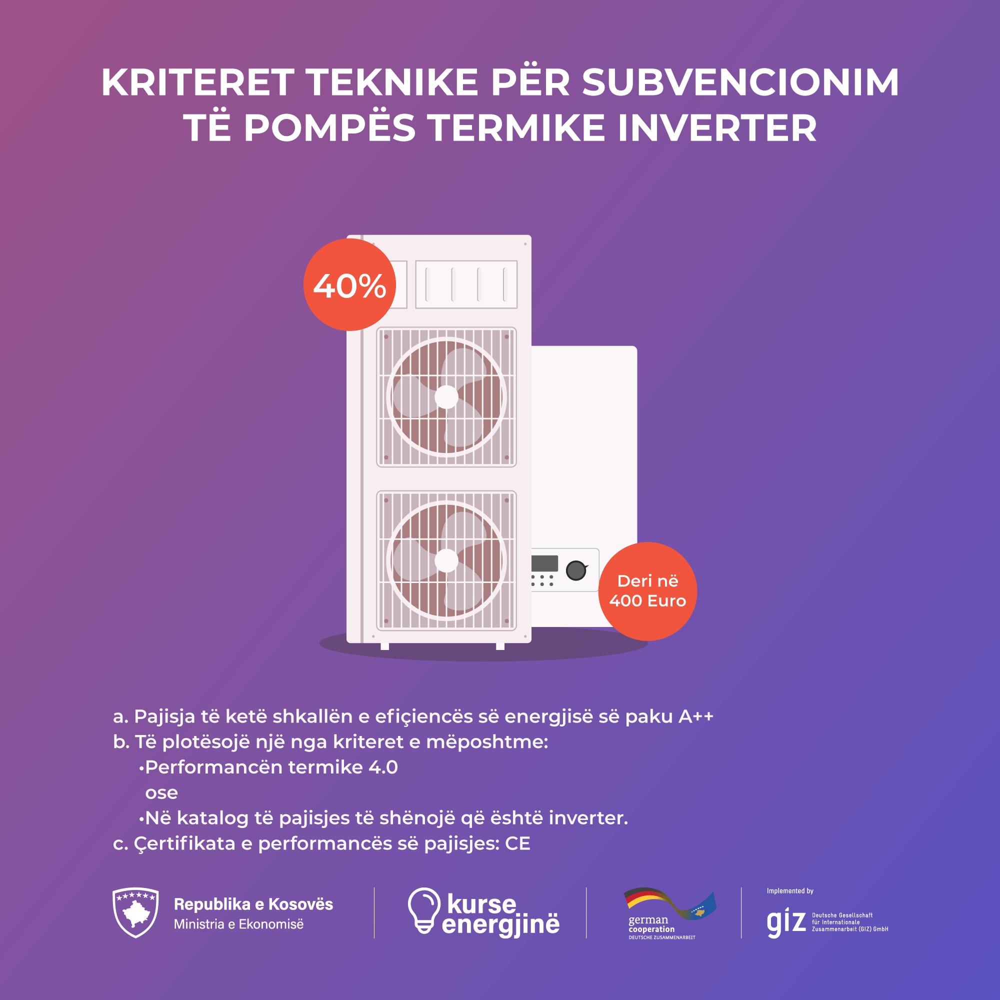 KRITERET TEKNIKE PËR SUBVENCIONIM
TË POMPËS TERMIKE INVERTER
40%
Deri në
400 Euro
a. Pajisja të ketë shkallën e efiçiencës së energjisë së paku A++
b. Të plotësojë një nga kriteret e mëposhtme:
•Performancën termike 4.0
ose
•Në katalog të pajisjes të shënojë që është inverter.
c. Çertifikata e performancës së pajisjes: CE
Republika e Kosovës
Ministria e Ekonomisë
kurse
energjinë
german
cooperation
DEUTSCHE ZUSAMMENARBEIT
Implemented by
giz
Deutsche Gesellschaft
für Internationale
Zusammenarbeit (GIZ) GmbH